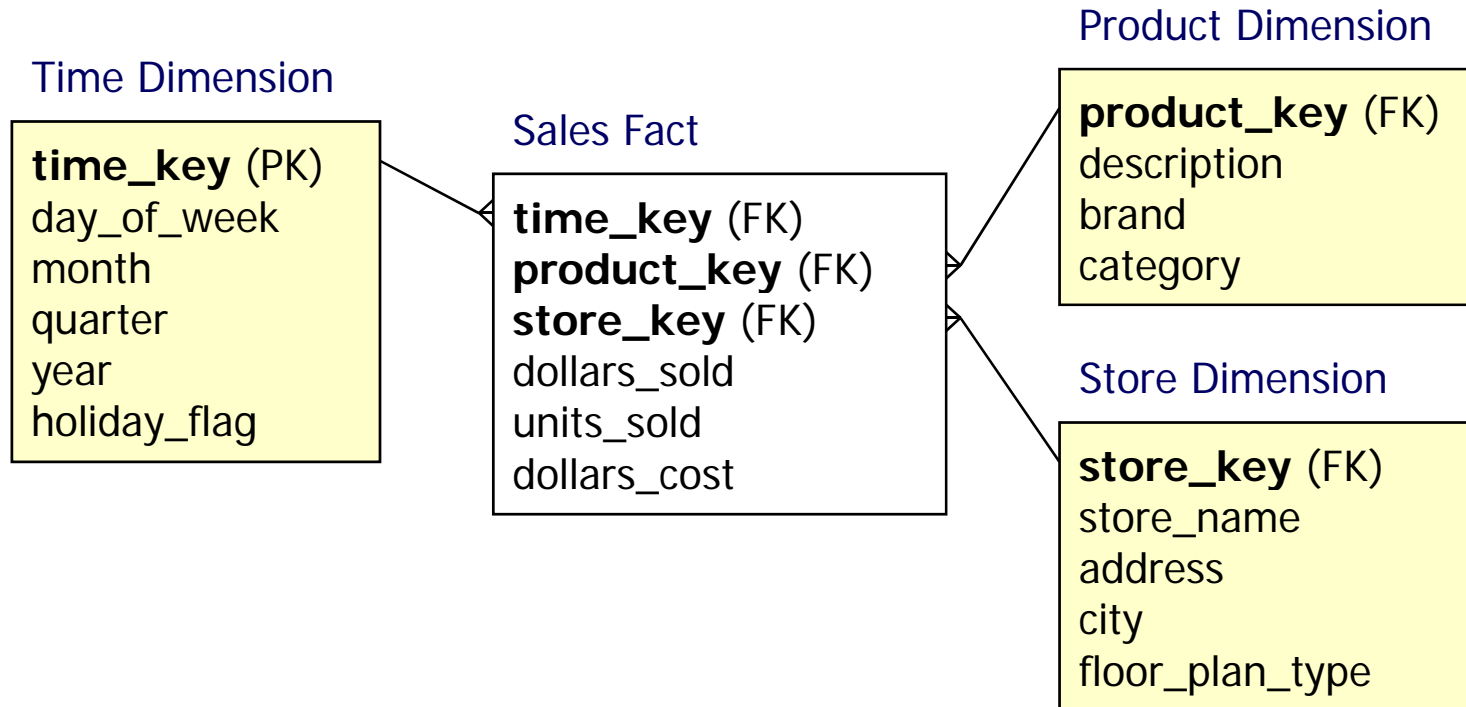 Time Dimension
time_key (PK)
day_of_week
month
quarter
year
holiday_flag
Sales Fact
time_key (FK)
product_key (FK)
store_key (FK)
dollars_sold
units_sold
dollars_cost
Product Dimension
product_key (FK)
description
brand
category
Store Dimension
store_key (FK)
store_name
address
city
floor_plan_type